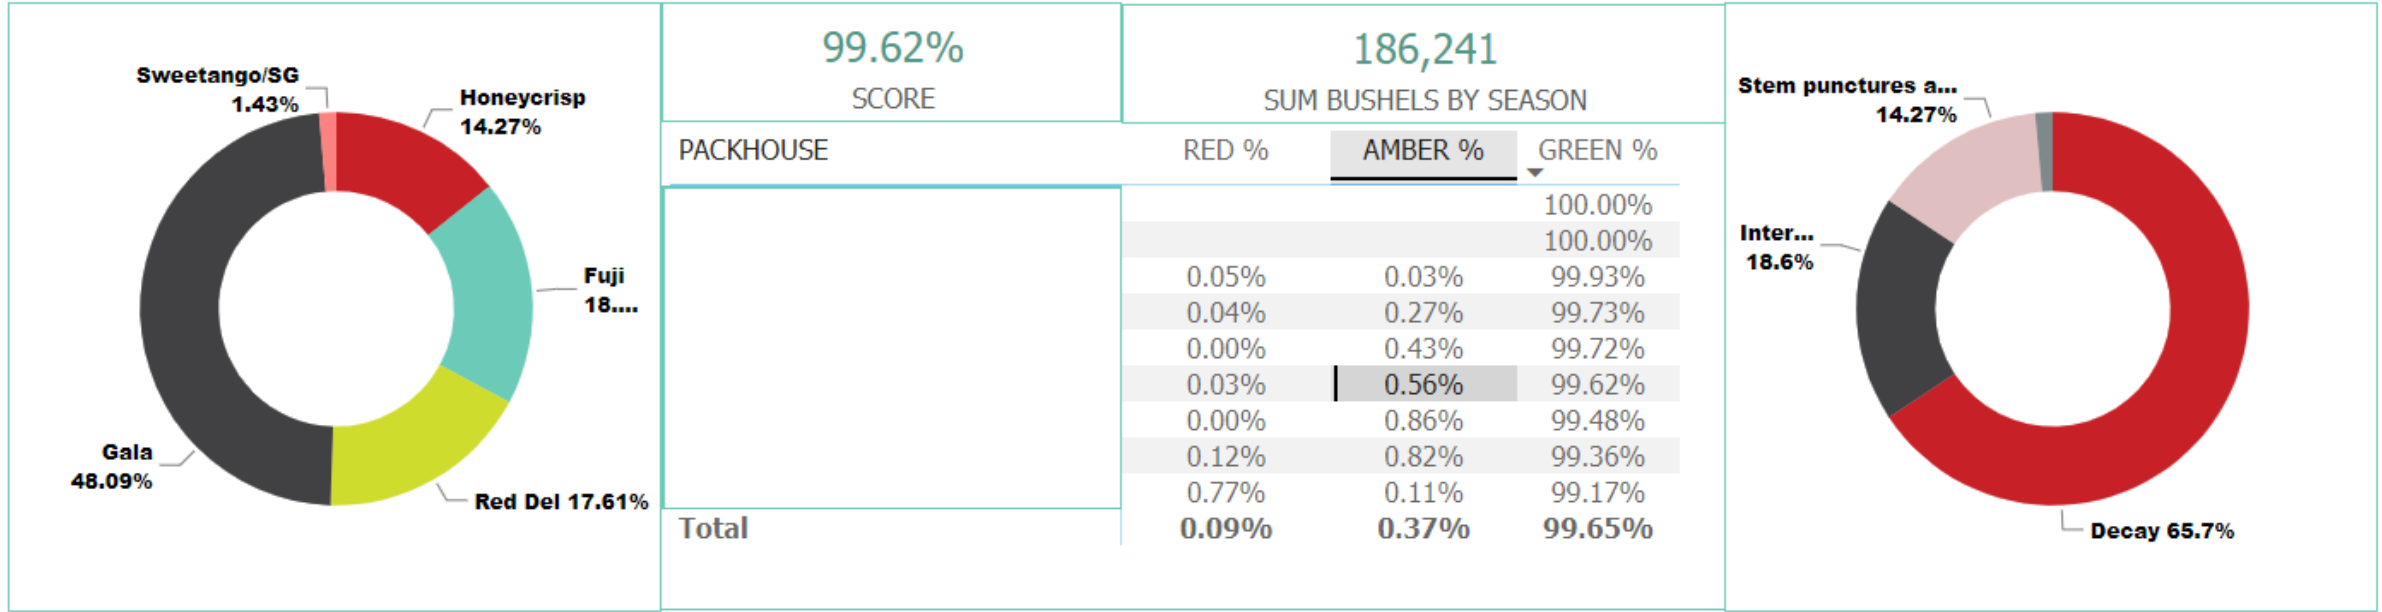 Sweetango/SG
1.43%
Honeycrisp
14.27%
Fuji
18....
Gala
48.09%
Red Del 17.61%
99.62%
SCORE
186,241
SUM BUSHELS BY SEASON
PACKHOUSE RED % AMBER % GREEN %
100.00%
100.00%
0.05% 0.03% 99.93%
0.04% 0.27% 99.73%
0.00% 0.43% 99.72%
0.03% 0.56% 99.62%
0.00% 0.86% 99.48%
0.12% 0.82% 99.36%
0.77% 0.11% 99.17%
Total 0.09% 0.37% 99.65%
Stem punctures a...
14.27%
Inter...
18.6%
Decay 65.7%